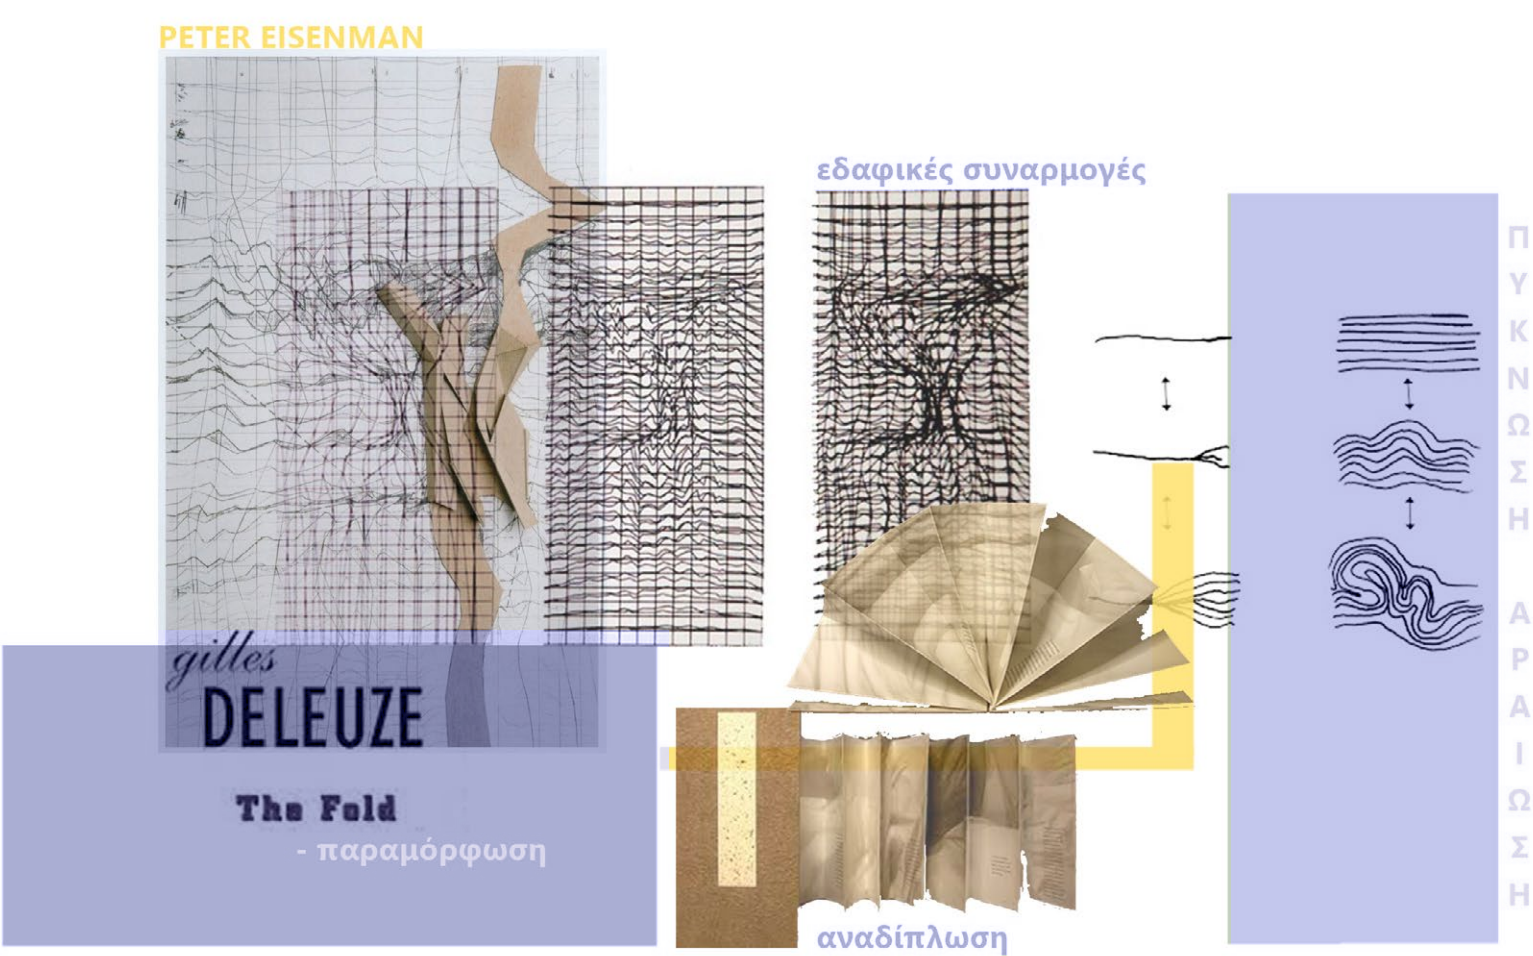 PETER EISENMAN
εδαφικές συναρμογές
gilles
DELEUZE
The Fold
- παραμόρφωση
αναδίπλωση
ΠΥΚΝΩΣΗ ΑΡΑΙΩΣΗ